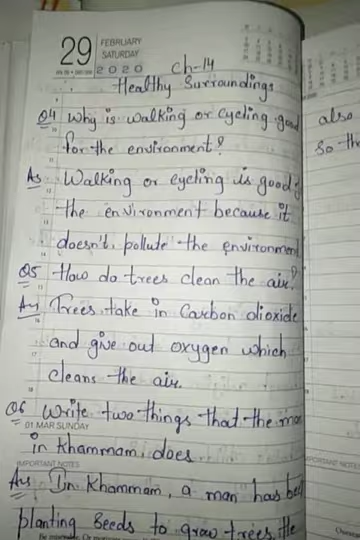 29 FEBRUARY
SATURDAY
2020 Ch-14
Healthy Surroundings
Q4 Why is walking or cycling good
for the environment?
As Walking or cycling is good
the environment because it
doesn't pollute the environment
Q5 How do trees clean the air?
Ans Trees take in Carbon dioxide
and give out oxygen which
cleans the air
Q6 Write two things that the man
01 MAR SUNDAY
in Khammam, does
IMPORTANT NOTES
Ans In Khammam, a man has
planting seeds to grow trees, He
also
So th